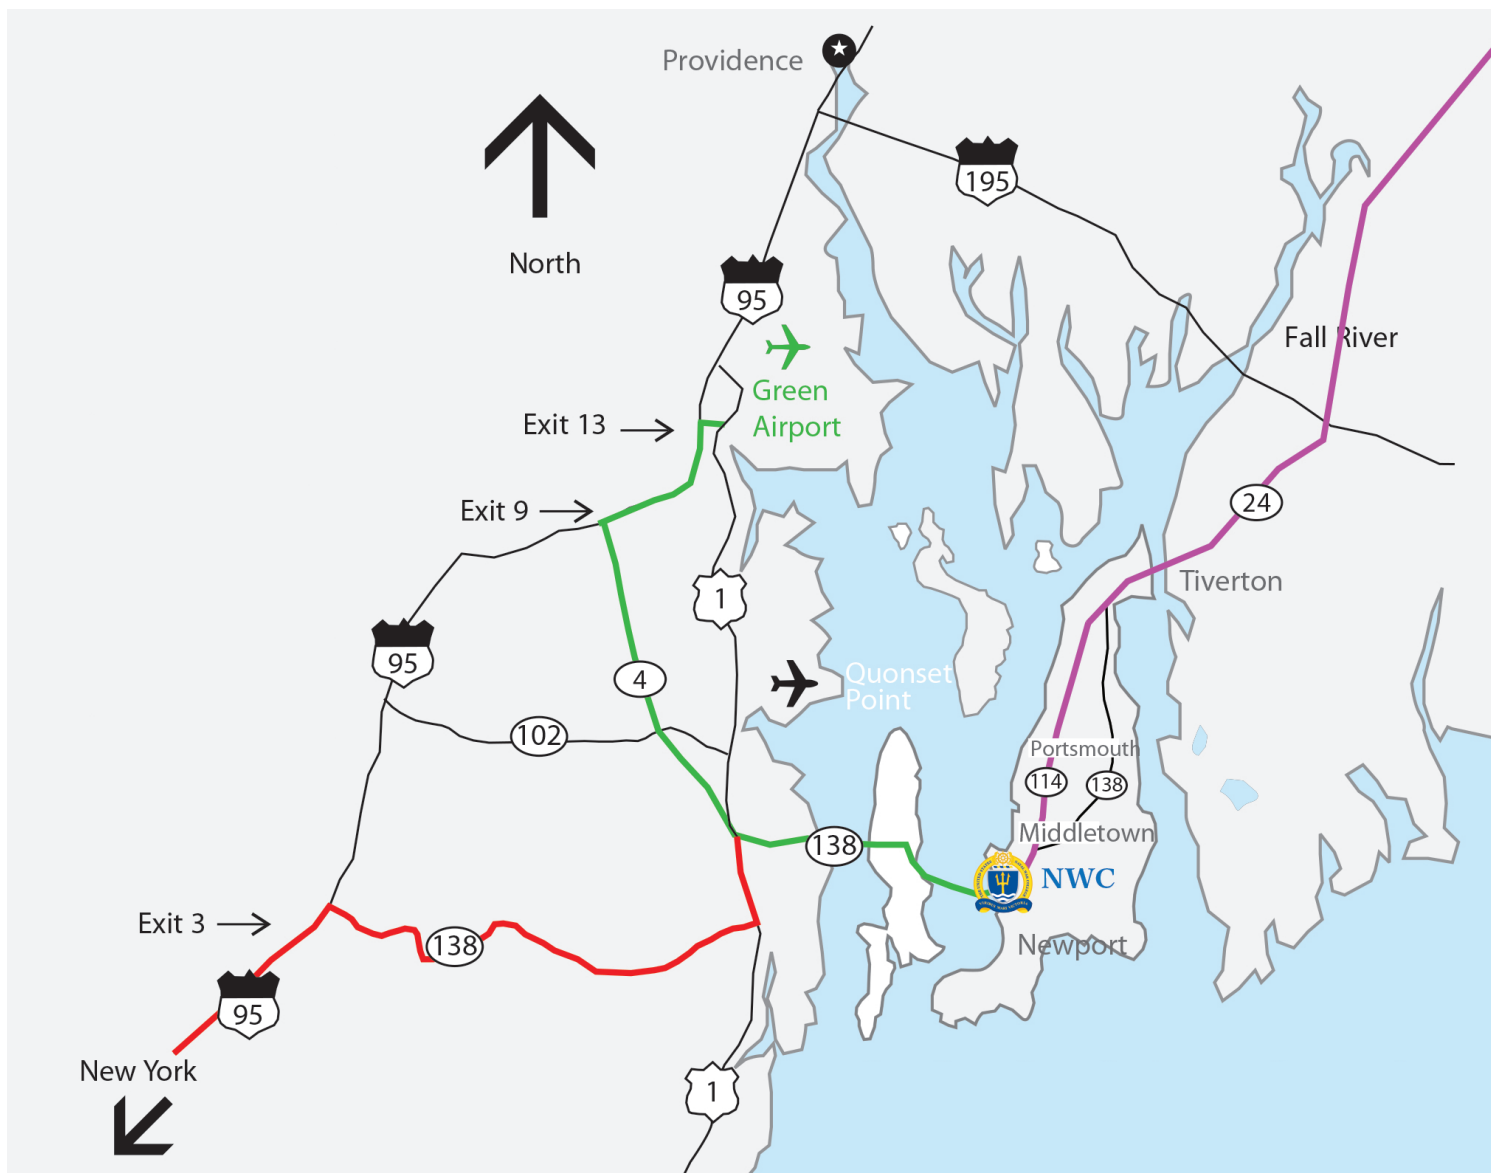 Providence
195
North
95
Fall River
Green
Airport
Exit 13
Exit 9
24
Tiverton
1
95
4
Quonset
Point
102
Portsmouth
114
138
Middletown
138
NWC
Exit 3
138
Newport
95
New York
1